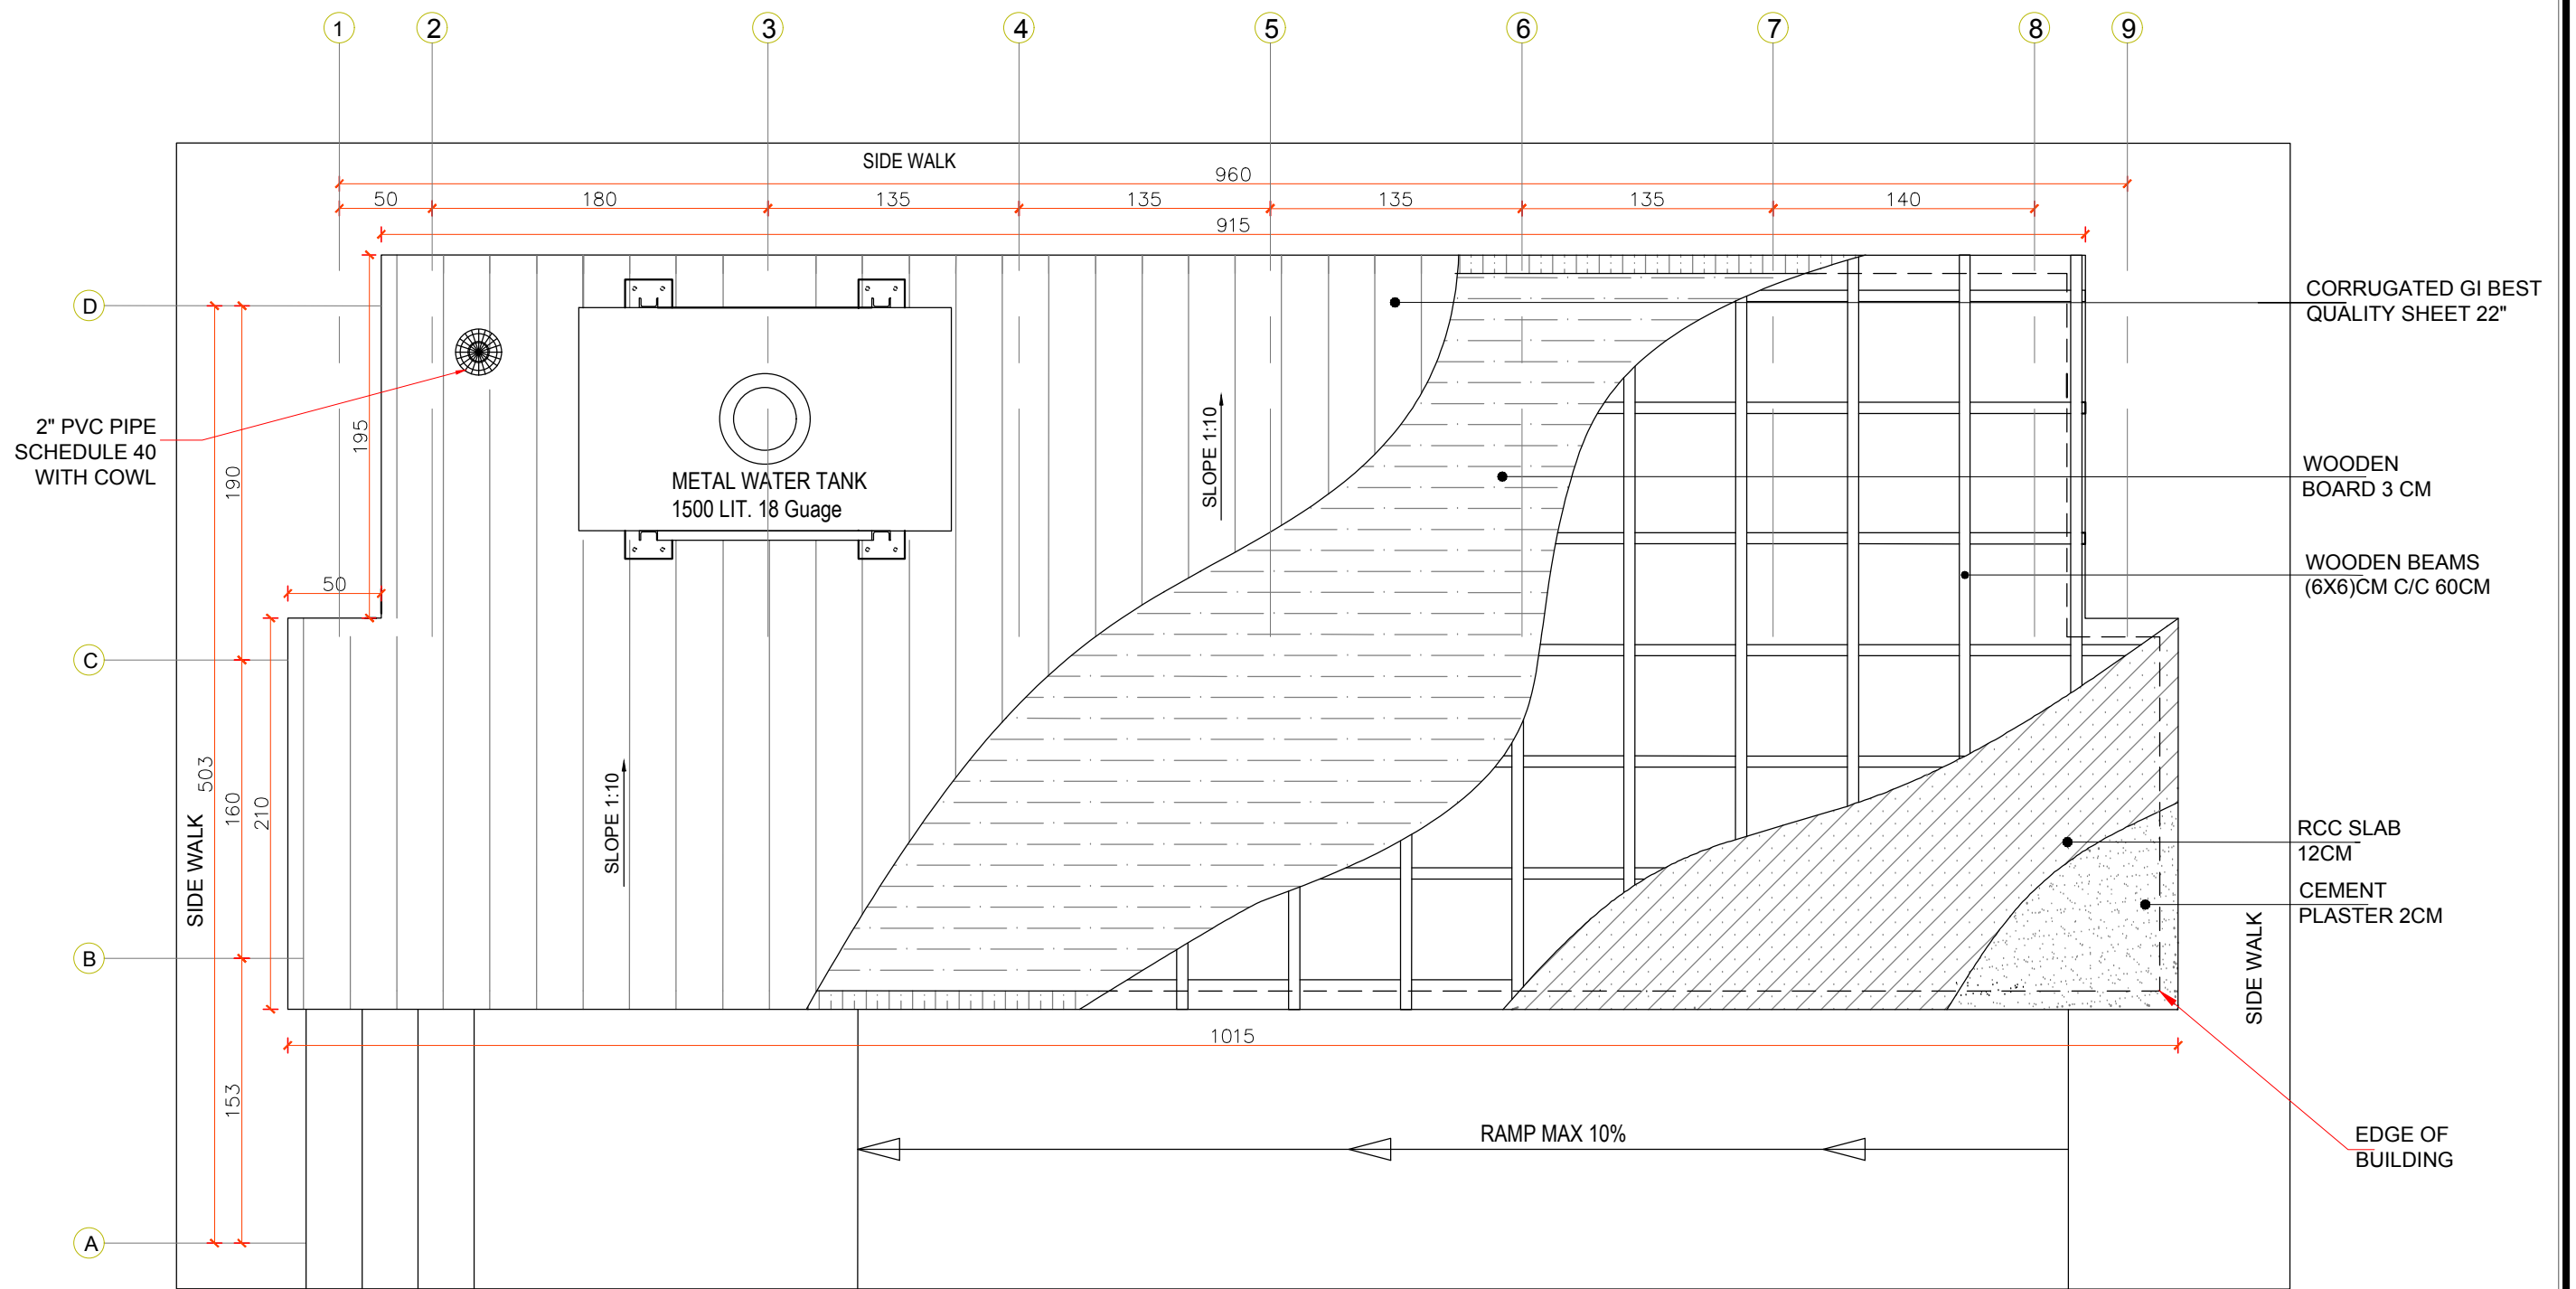 1 2 3 4 5 6 7 8 9
SIDE WALK
960
50 180 135 135 135 135 140
915
D
CORRUGATED GI BEST
QUALITY SHEET 22"
2" PVC PIPE
SCHEDULE 40
WITH COWL
195
190
SLOPE 1:10
METAL WATER TANK
1500 LIT. 18 Guage
WOODEN
BOARD 3 CM
WOODEN BEAMS
(6X6)CM C/C 60CM
50
C
503
160
210
SLOPE 1:10
SIDE WALK
RCC SLAB
12CM
CEMENT
PLASTER 2CM
SIDE WALK
B
1015
153
RAMP MAX 10%
EDGE OF
BUILDING
A